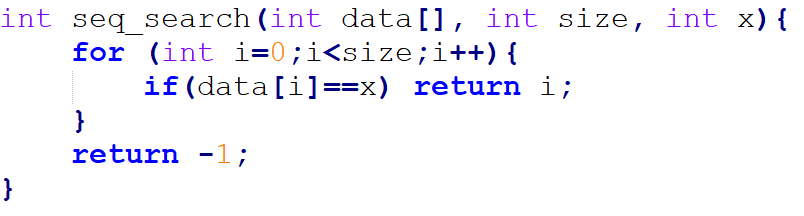 int seq_search(int data[], int size, int x){
    for (int i=0;i<size;i++){
        if(data[i]==x) return i;
    }
    return -1;
}